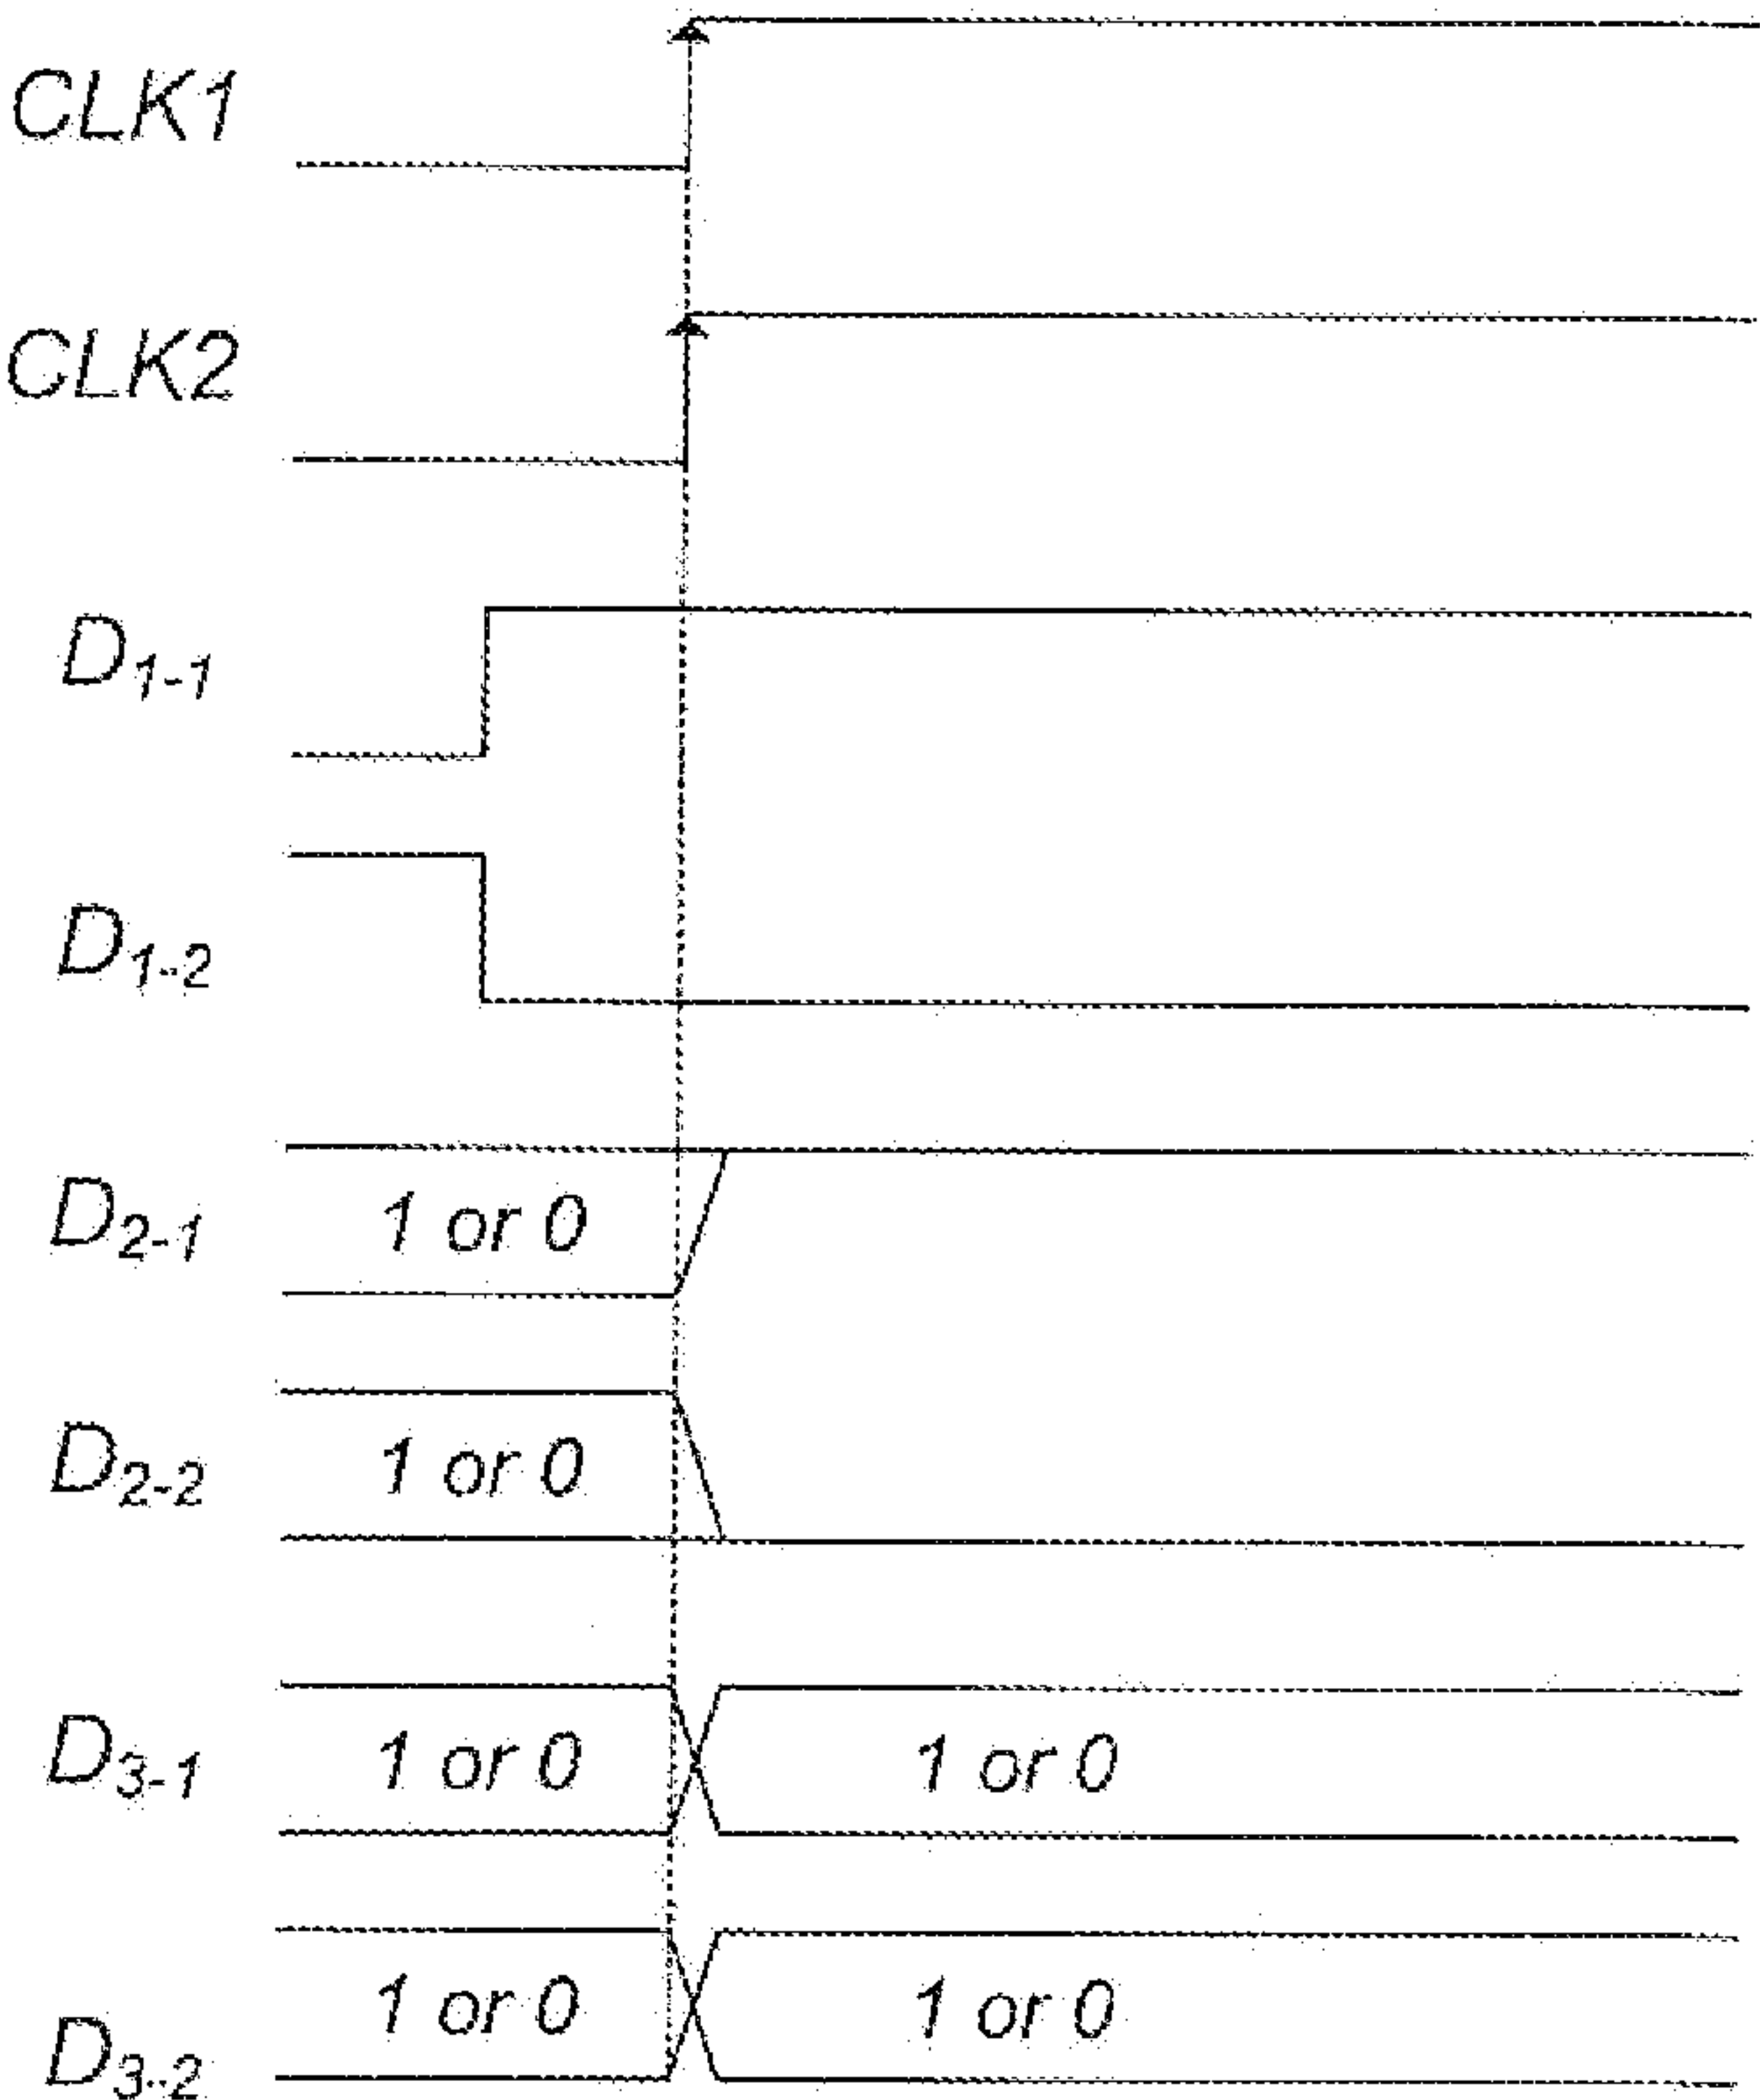 CLK1
CLK2
D1-1
D1-2
D2-1 1 or 0
D2-2 1 or 0
D3-1 1 or 0 1 or 0
D3-2 1 or 0 1 or 0